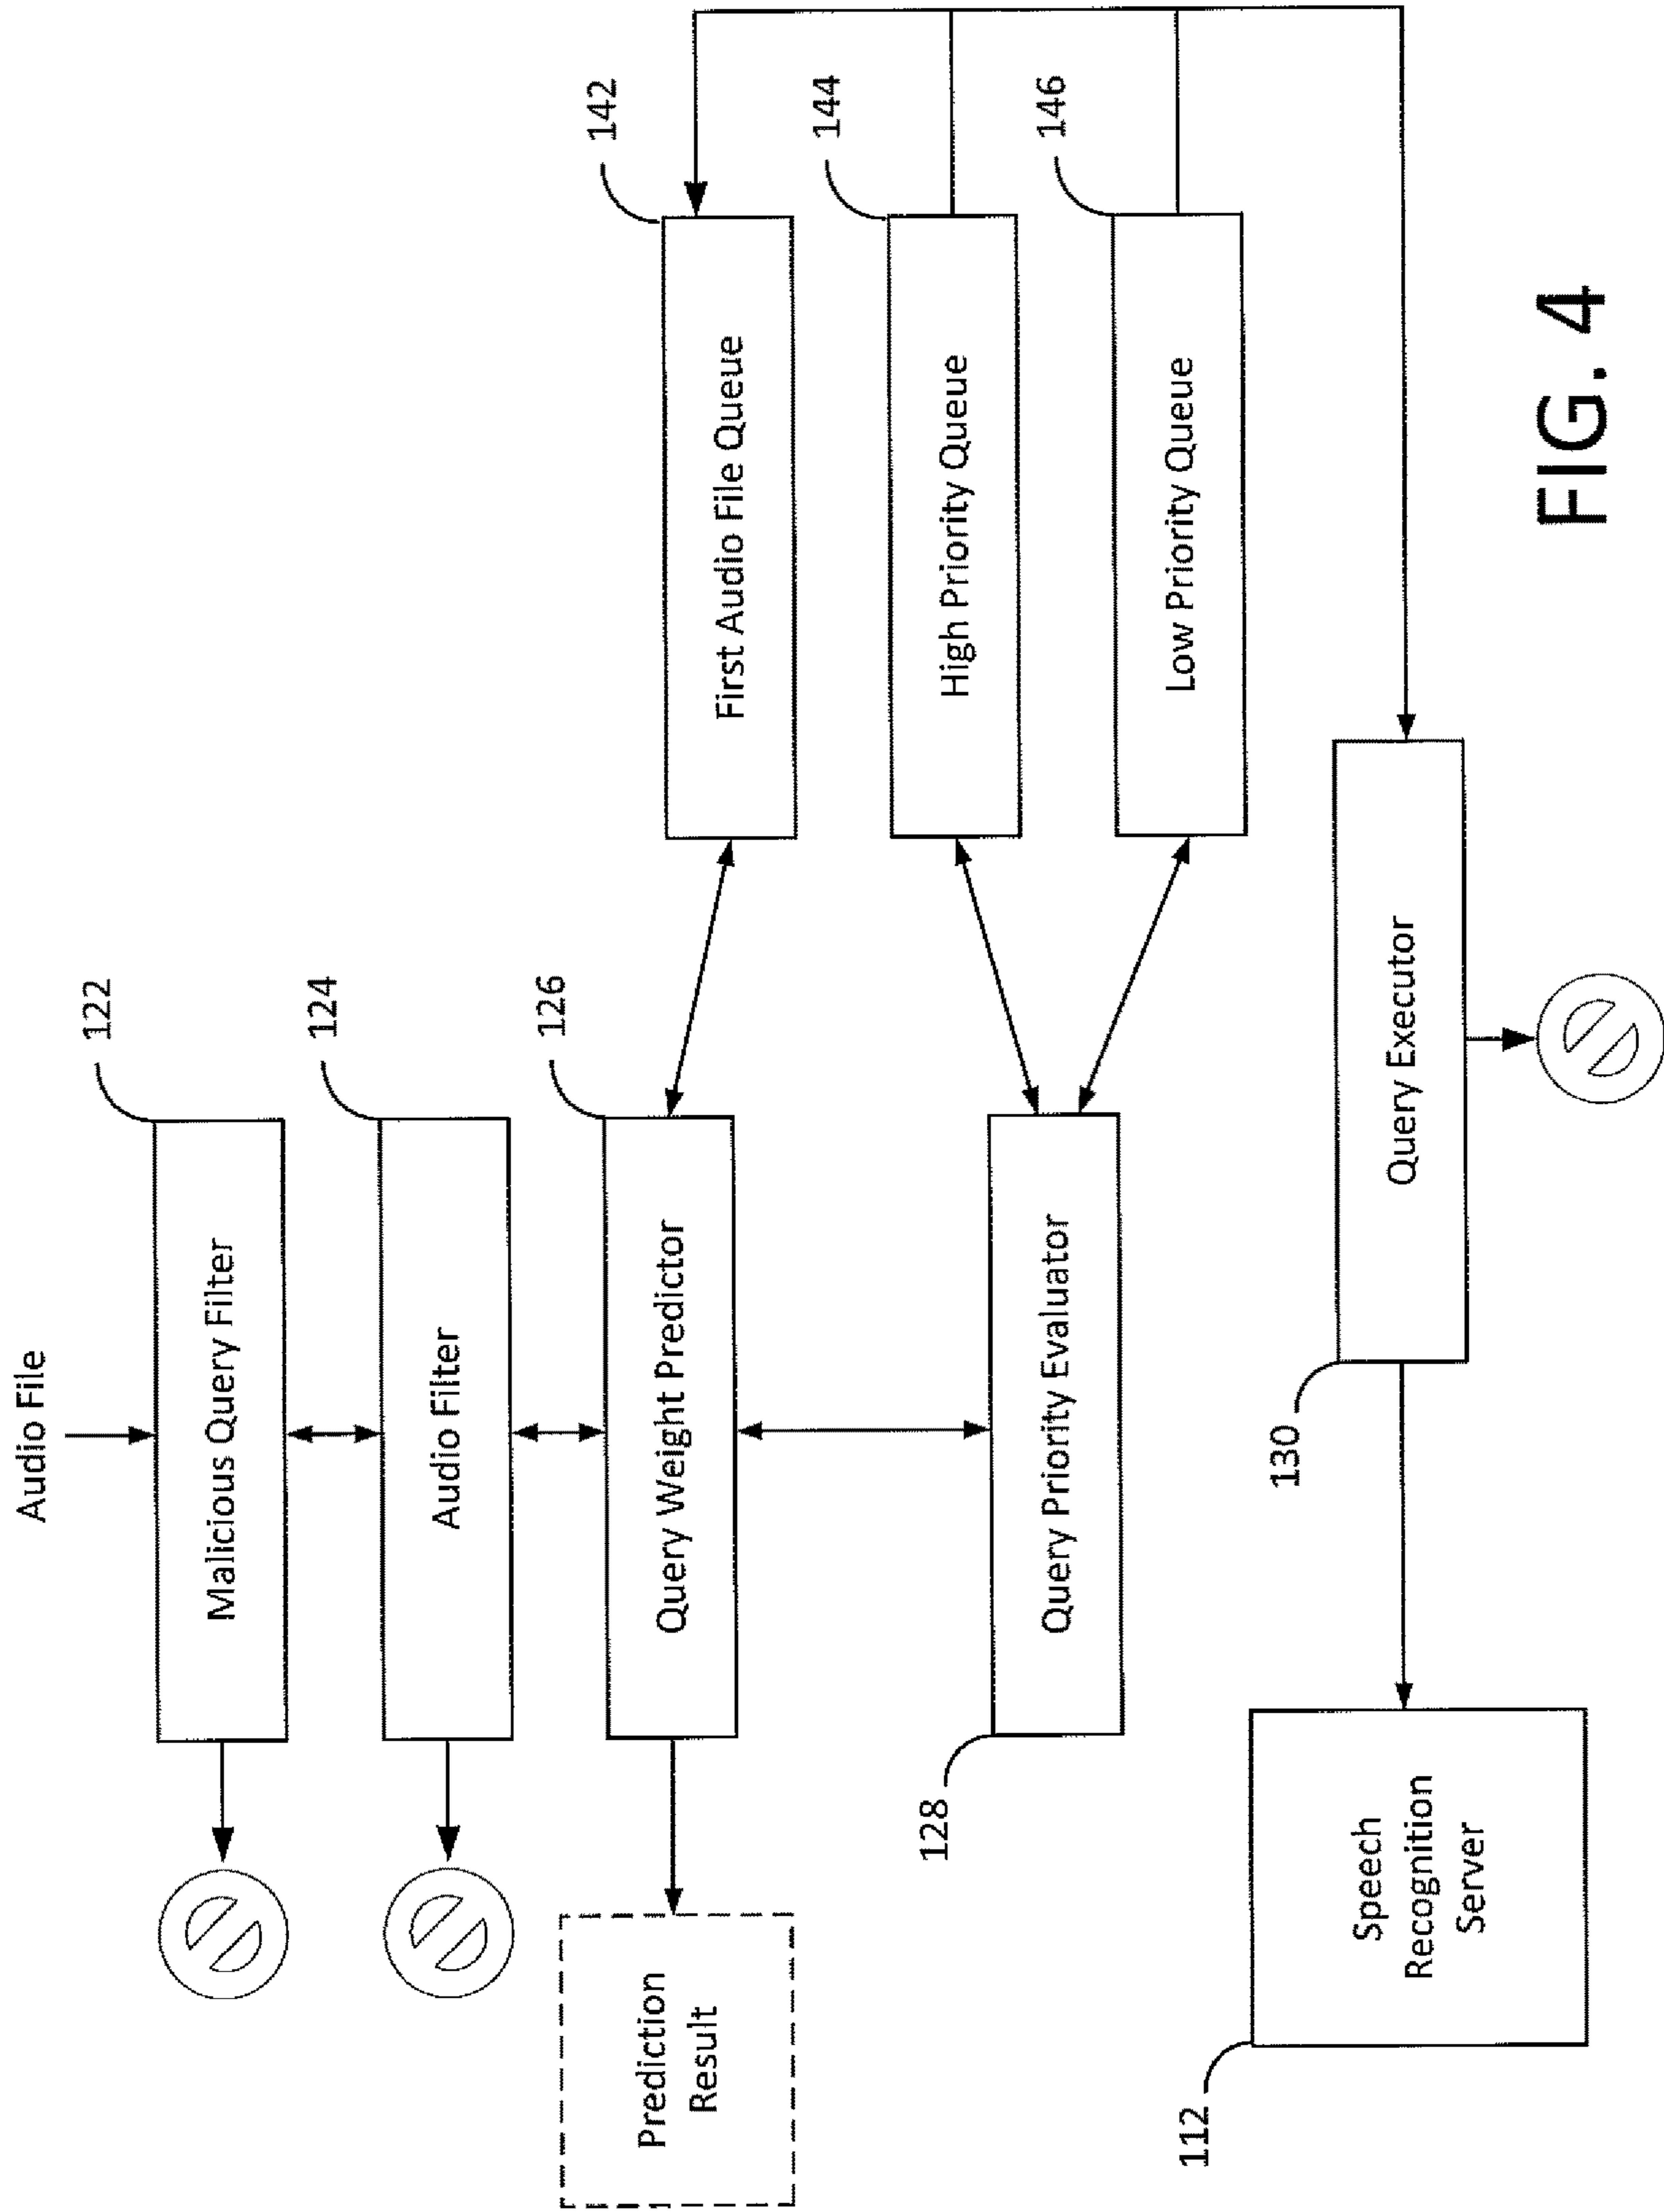 Audio File
Malicious Query Filter
122
Audio Filter
124
Query Weight Predictor
126
Prediction
Result
First Audio File Queue
142
High Priority Queue
144
Low Priority Queue
146
Query Priority Evaluator
128
Query Executor
130
Speech
Recognition
Server
112
FIG. 4